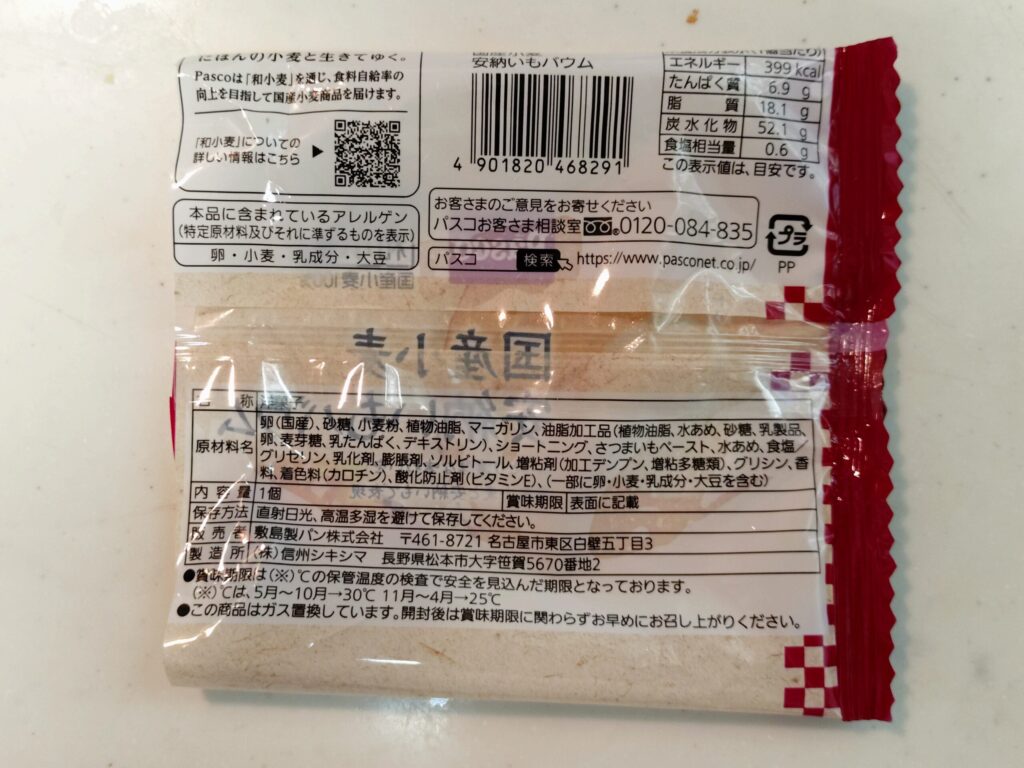 にほんの小麦と生きてゆく。
Pascoは「和小麦」を通じ、食料自給率の
向上を目指して国産小麦商品を届けます。
「和小麦」についての
詳しい情報はこちら ▶
本品に含まれているアレルゲン
(特定原材料及びそれに準ずるものを表示)
卵・小麦・乳成分・大豆
国産小麦
安納いもバウム
4 901820 468291
エネルギー 399 kcal
たんぱく質 6.9 g
脂質 18.1 g
炭水化物 52.1 g
食塩相当量 0.6 g
この表示値は、目安です。
お客さまのご意見をお寄せください
パスコお客さま相談室 0120-084-835
パスコ 検索 https://www.pasconet.co.jp/
プラ
PP
国産小麦
名称 洋菓子
原材料名 卵(国産)、砂糖、小麦粉、植物油脂、マーガリン、油脂加工品(植物油脂、水あめ、砂糖、乳製品、
卵、麦芽糖、乳たんぱく、デキストリン)、ショートニング、さつまいもペースト、水あめ、食塩/
グリセリン、乳化剤、膨脹剤、ソルビトール、増粘剤(加工デンプン、増粘多糖類)、グリシン、香
料、着色料(カロチン)、酸化防止剤(ビタミンE)、(一部に卵・小麦・乳成分・大豆を含む)
内容量 1個 賞味期限 表面に記載
保存方法 直射日光、高温多湿を避けて保存してください。
販売者 敷島製パン株式会社 〒461-8721 名古屋市東区白壁五丁目3
製造所 (株)信州シキシマ 長野県松本市大字笹賀5670番地2
●賞味期限は(※)での保管温度の検査で安全を見込んだ期限となっております。
(※)では、5月〜10月→30℃ 11月〜4月→25℃
●この商品はガス置換しています。開封後は賞味期限に関わらずお早めにお召し上がりください。